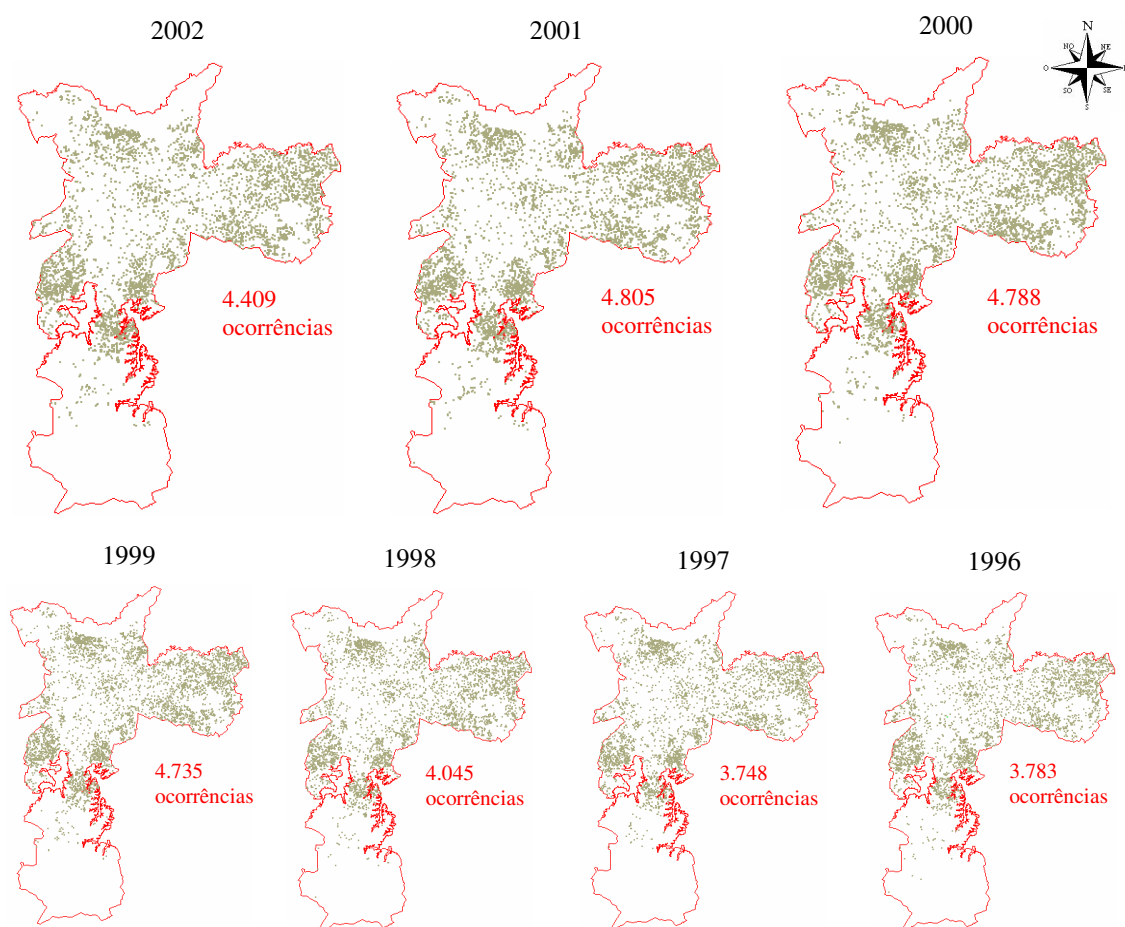 2002
2001
2000
N
NO
NE
O
SO
SE
S
4.409
ocorrências
4.805
ocorrências
4.788
ocorrências
1999
1998
1997
1996
4.735
ocorrências
4.045
ocorrências
3.748
ocorrências
3.783
ocorrências